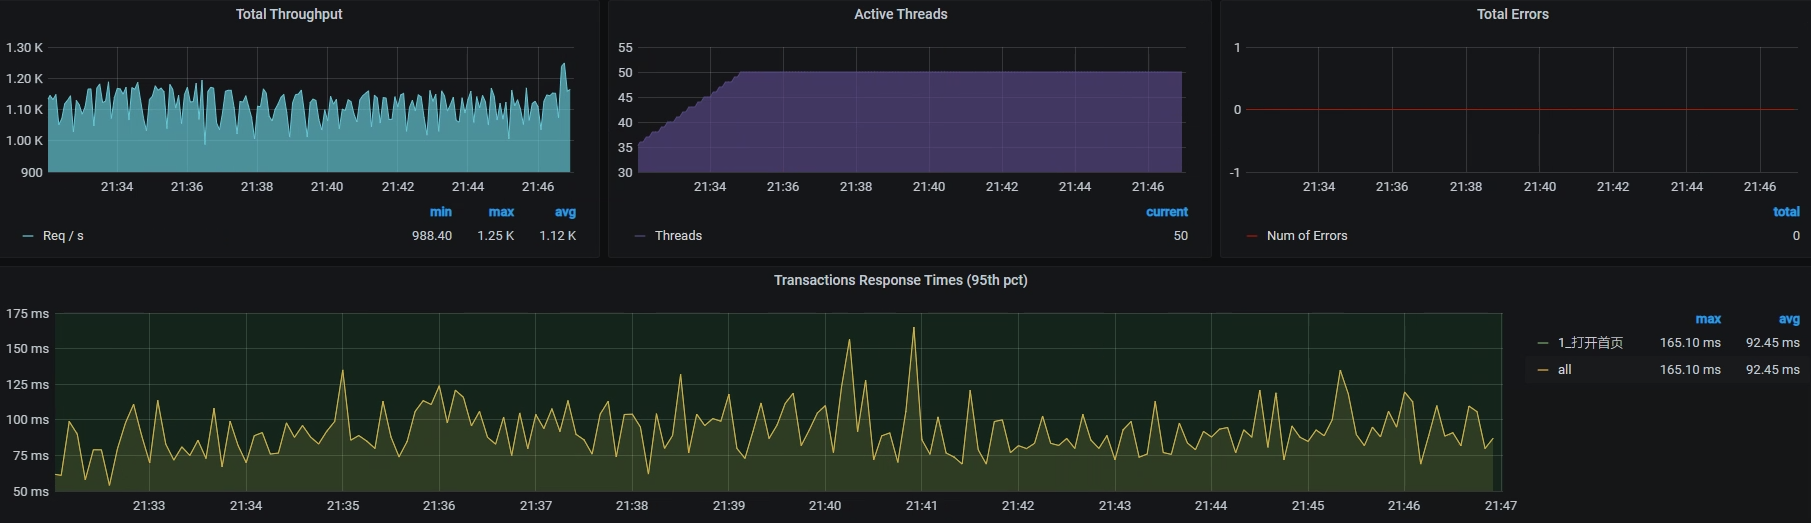 Total Throughput
1.30 K
1.20 K
1.10 K
1.00 K
900
21:34 21:36 21:38 21:40 21:42 21:44 21:46
min max avg
Req / s 988.40 1.25 K 1.12 K
Active Threads
55
50
45
40
35
30
21:34 21:36 21:38 21:40 21:42 21:44 21:46
current
Threads 50
Total Errors
1
0
-1
21:34 21:36 21:38 21:40 21:42 21:44 21:46
total
Num of Errors 0
Transactions Response Times (95th pct)
175 ms
150 ms
125 ms
100 ms
75 ms
50 ms
21:33 21:34 21:35 21:36 21:37 21:38 21:39 21:40 21:41 21:42 21:43 21:44 21:45 21:46 21:47
max avg
1_打开首页 165.10 ms 92.45 ms
all 165.10 ms 92.45 ms